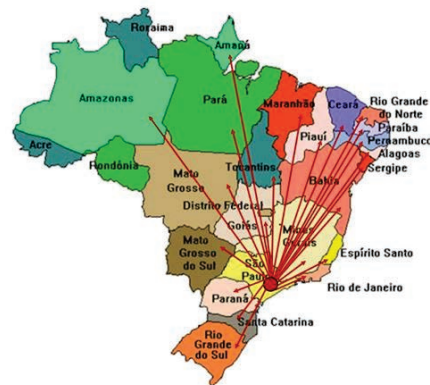 Roraima
Amapá
Amazonas
Pará
Maranhão
Ceará
Rio Grande
do Norte
Paraíba
Piauí
Pernambuco
Acre
Alagoas
Rondônia
Tocantins
Sergipe
Mato
Grosso
Bahia
Distrito Federal
Goiás
Minas
Gerais
Mato
Grosso
do Sul
Espírito Santo
São
Paulo
Rio de Janeiro
Paraná
Santa Catarina
Rio
Grande
do Sul